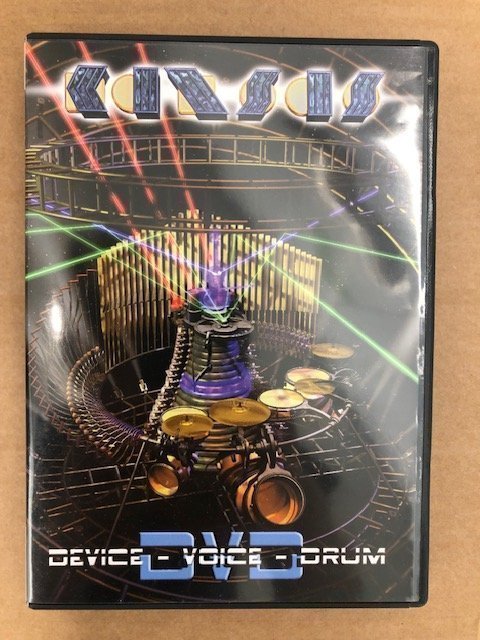 KANSAS
DEVICE - VOICE - DRUM
DVD